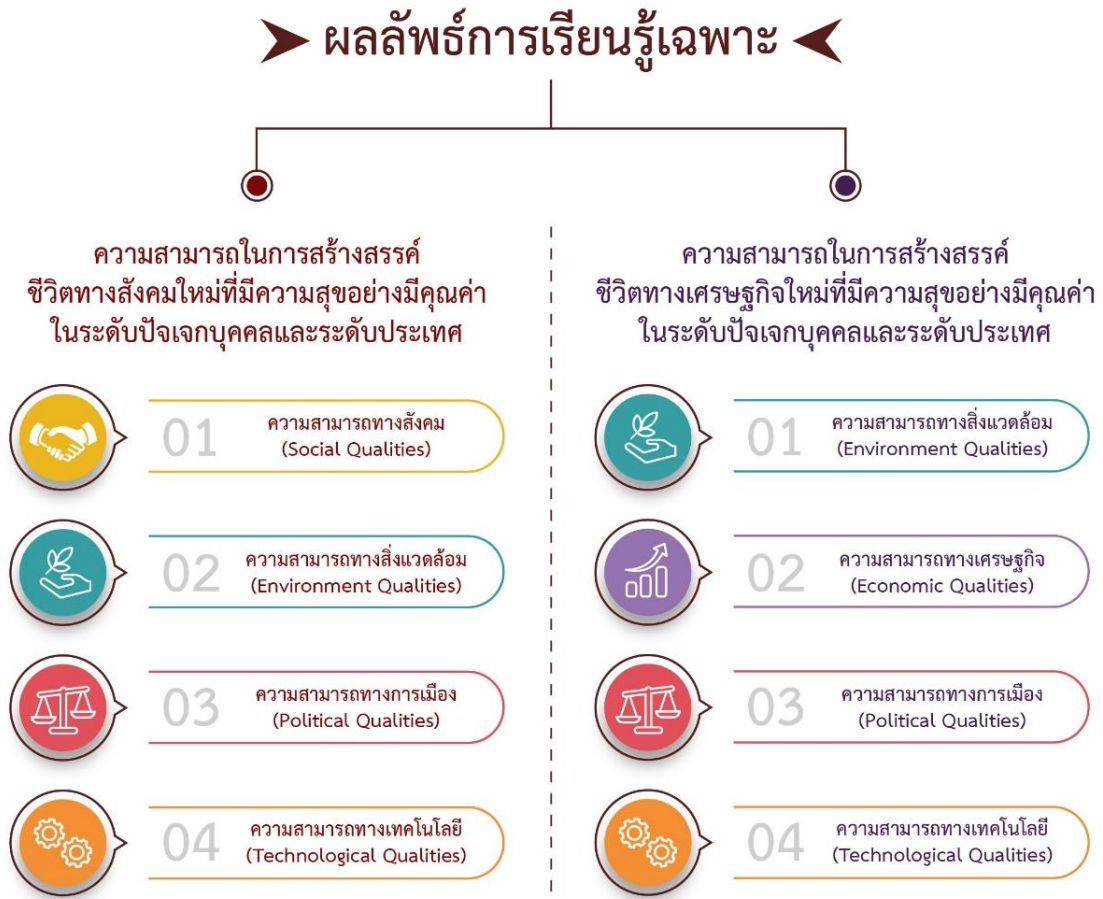 ผลลัพธ์การเรียนรู้เฉพาะ
ความสามารถในการสร้างสรรค์
ชีวิตทางสังคมใหม่ที่มีความสุขอย่างมีคุณค่า
ในระดับปัจเจกบุคคลและระดับประเทศ
01
ความสามารถทางสังคม
(Social Qualities)
02
ความสามารถทางสิ่งแวดล้อม
(Environment Qualities)
03
ความสามารถทางการเมือง
(Political Qualities)
04
ความสามารถทางเทคโนโลยี
(Technological Qualities)
ความสามารถในการสร้างสรรค์
ชีวิตทางเศรษฐกิจใหม่ที่มีความสุขอย่างมีคุณค่า
ในระดับปัจเจกบุคคลและระดับประเทศ
01
ความสามารถทางสิ่งแวดล้อม
(Environment Qualities)
02
ความสามารถทางเศรษฐกิจ
(Economic Qualities)
03
ความสามารถทางการเมือง
(Political Qualities)
04
ความสามารถทางเทคโนโลยี
(Technological Qualities)